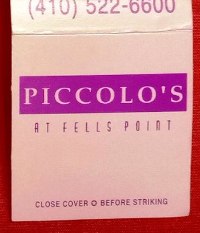 (410) 522-6600
PICCOLO'S
AT FELLS POINT
CLOSE COVER ✪ BEFORE STRIKING